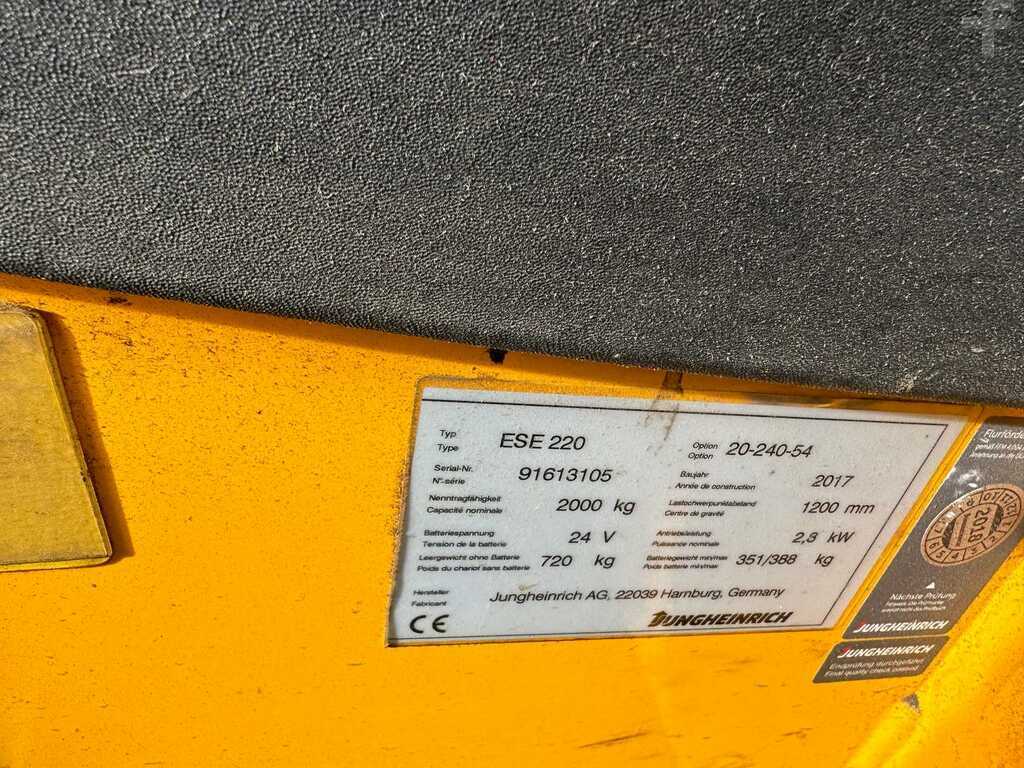 Typ
Type
ESE 220
Option
Option
20-240-54
Serial-Nr.
N°-série
91613105
Baujahr
Année de construction
2017
Nenntragfähigkeit
Capacité nominale
2000 kg
Lastschwerpunktabstand
Centre de gravité
1200 mm
Batteriespannung
Tension de la batterie
24 V
Antriebsleistung
Puissance nominale
2,8 kW
Leergewicht ohne Batterie
Poids du chariot sans batterie
720 kg
Batteriegewicht min/max
Poids batterie mini/max
351/388 kg
Hersteller
Fabricant
Jungheinrich AG, 22039 Hamburg, Germany
CE
JUNGHEINRICH
Flurförde
2018
Nächste Prüfung
JUNGHEINRICH
JUNGHEINRICH
Endprüfung durchgeführt
Final quality check passed